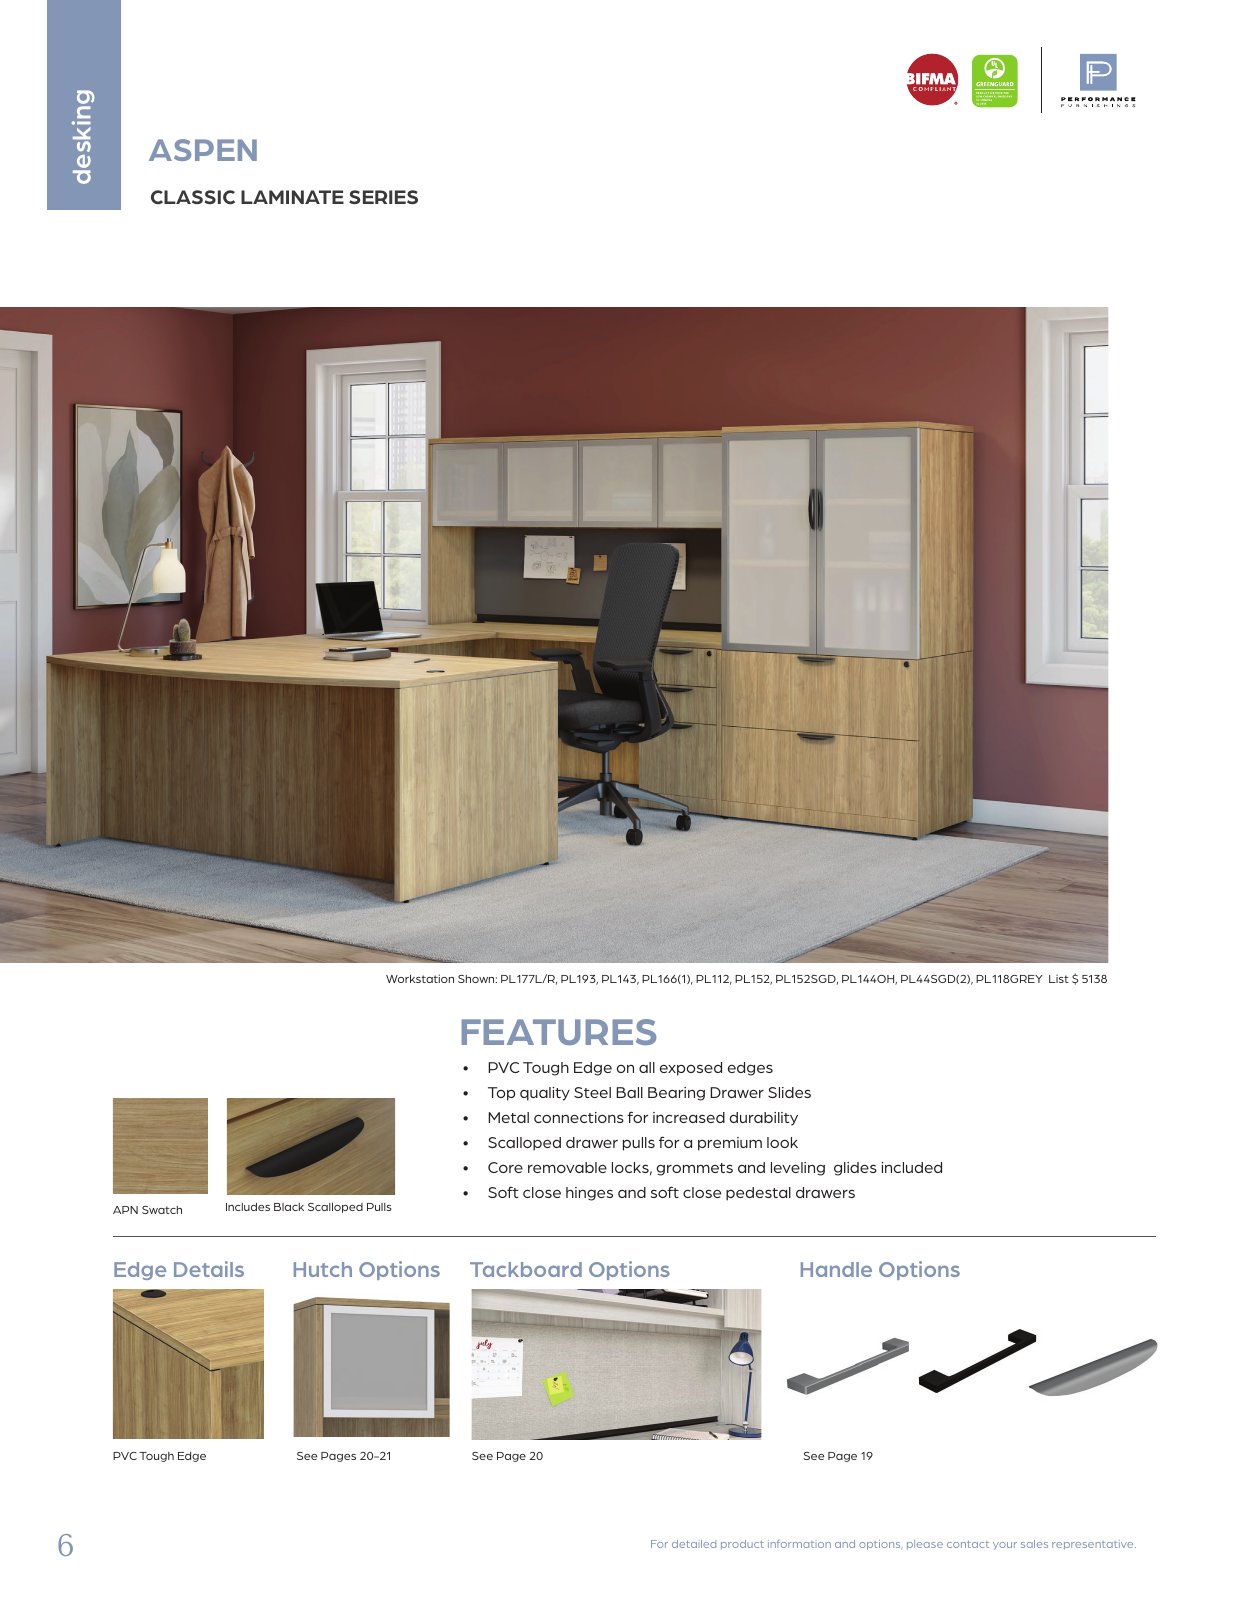 desking
BIFMA
COMPLIANT
GREENGUARD
PERFORMANCE
FURNISHINGS
ASPEN
CLASSIC LAMINATE SERIES
Workstation Shown: PL177L/R, PL193, PL143, PL166(1), PL112, PL152, PL152SGD, PL144OH, PL44SGD(2), PL118GREY  List $ 5138
FEATURES
• PVC Tough Edge on all exposed edges
• Top quality Steel Ball Bearing Drawer Slides
• Metal connections for increased durability
• Scalloped drawer pulls for a premium look
• Core removable locks, grommets and leveling  glides included
• Soft close hinges and soft close pedestal drawers
APN Swatch
Includes Black Scalloped Pulls
Edge Details
Hutch Options
Tackboard Options
Handle Options
july
PVC Tough Edge
See Pages 20-21
See Page 20
See Page 19
6
For detailed product information and options, please contact your sales representative.